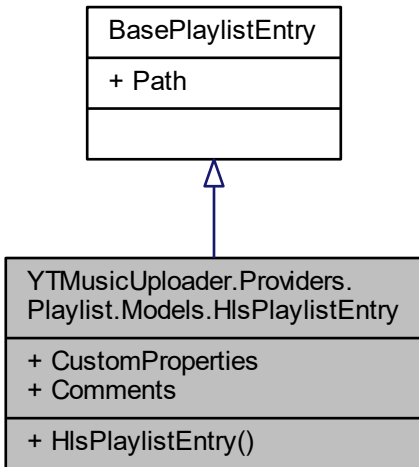 BasePlaylistEntry
+ Path
YTMusicUploader.Providers.
Playlist.Models.HlsPlaylistEntry
+ CustomProperties
+ Comments
+ HlsPlaylistEntry()